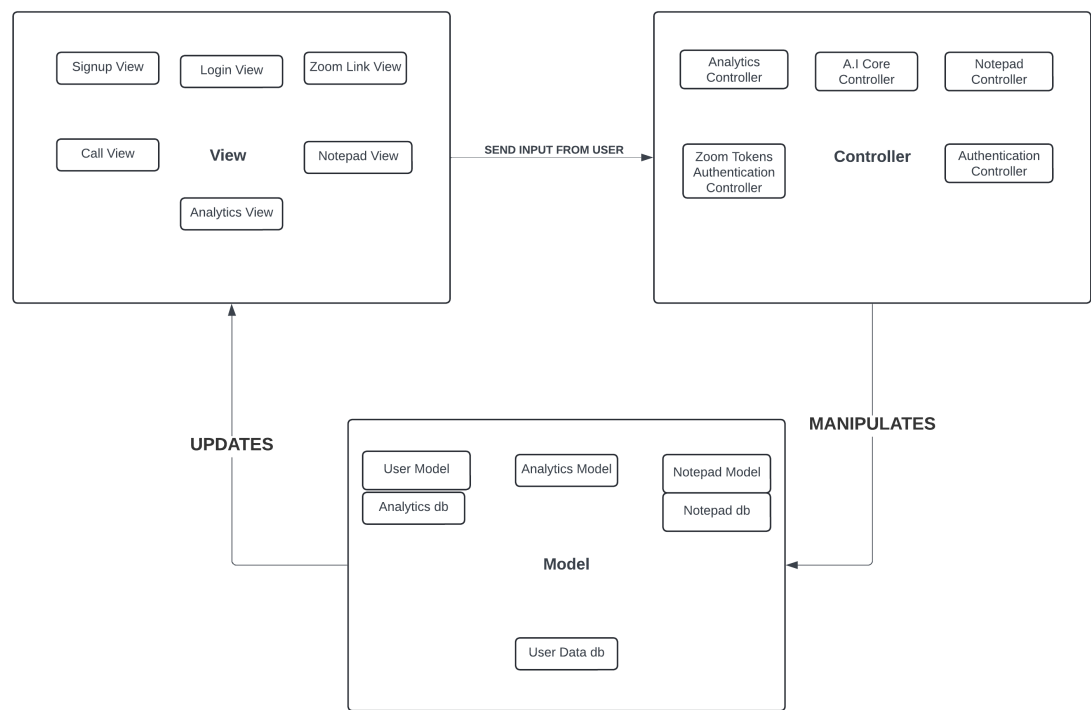 Signup View
Login View
Zoom Link View
Call View
View
Notepad View
Analytics View
SEND INPUT FROM USER
Analytics
Controller
A.I Core
Controller
Notepad
Controller
Zoom Tokens
Authentication
Controller
Controller
Authentication
Controller
UPDATES
MANIPULATES
User Model
Analytics db
Analytics Model
Notepad Model
Notepad db
Model
User Data db